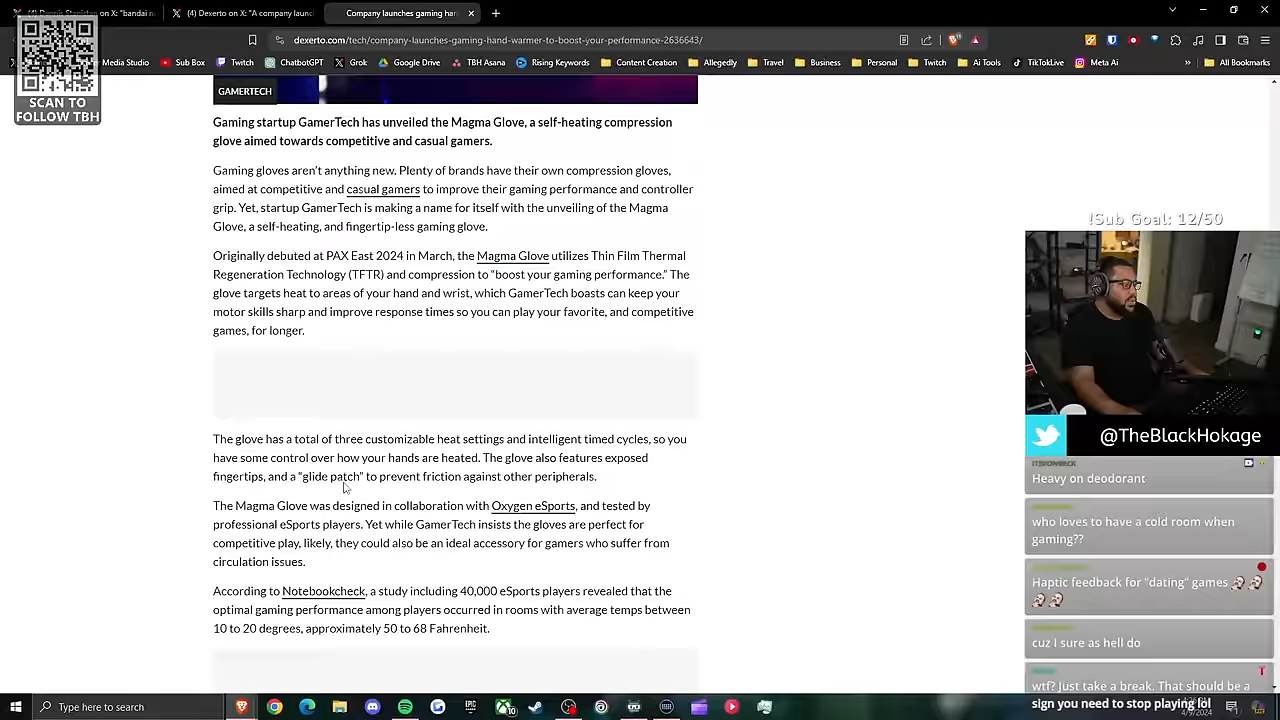 (4) Dexerto on X: "A company launc
Company launches gaming han
dexerto.com/tech/company-launches-gaming-hand-warmer-to-boost-your-performance-2636643/
Media Studio
Sub Box
Twitch
ChatbotGPT
Grok
Google Drive
TBH Asana
Rising Keywords
Content Creation
Allegedly
Travel
Business
Personal
Twitch
Ai Tools
TikTokLive
Meta Ai
All Bookmarks
SCAN TO
FOLLOW TBH
GAMERTECH
Gaming startup GamerTech has unveiled the Magma Glove, a self-heating compression
glove aimed towards competitive and casual gamers.
Gaming gloves aren't anything new. Plenty of brands have their own compression gloves,
aimed at competitive and casual gamers to improve their gaming performance and controller
grip. Yet, startup GamerTech is making a name for itself with the unveiling of the Magma
Glove, a self-heating, and fingertip-less gaming glove.
Originally debuted at PAX East 2024 in March, the Magma Glove utilizes Thin Film Thermal
Regeneration Technology (TFTR) and compression to "boost your gaming performance." The
glove targets heat to areas of your hand and wrist, which GamerTech boasts can keep your
motor skills sharp and improve response times so you can play your favorite, and competitive
games, for longer.
The glove has a total of three customizable heat settings and intelligent timed cycles, so you
have some control over how your hands are heated. The glove also features exposed
fingertips, and a "glide patch" to prevent friction against other peripherals.
The Magma Glove was designed in collaboration with Oxygen eSports, and tested by
professional eSports players. Yet while GamerTech insists the gloves are perfect for
competitive play, likely, they could also be an ideal accessory for gamers who suffer from
circulation issues.
According to Notebookcheck, a study including 40,000 eSports players revealed that the
optimal gaming performance among players occurred in rooms with average temps between
10 to 20 degrees, approximately 50 to 68 Fahrenheit.
!Sub Goal: 12/50
@TheBlackHokage
Heavy on deodorant
who loves to have a cold room when
gaming??
Haptic feedback for "dating" games
cuz I sure as hell do
wtf? Just take a break. That should be a
sign you need to stop playing lol
Type here to search
4/9/2024